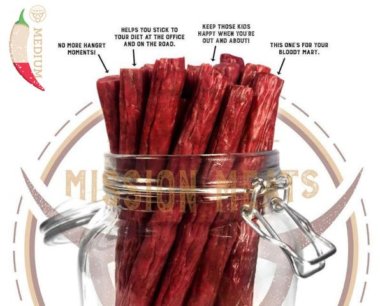 MEDIUM
NO MORE HANGRY
MOMENTS!
HELPS YOU STICK TO
YOUR DIET AT THE OFFICE
AND ON THE ROAD.
KEEP THOSE KIDS
HAPPY WHEN YOU'RE
OUT AND ABOUT!
THIS ONE'S FOR YOUR
BLOODY MARY.
MISSION MEATS